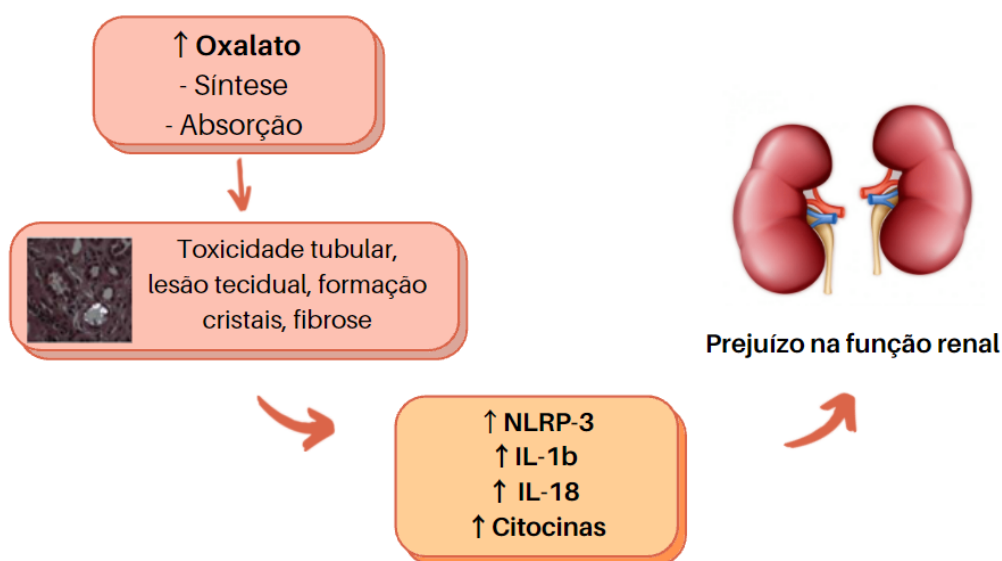 ↑ Oxalato
- Síntese
- Absorção
Toxicidade tubular,
lesão tecidual, formação
cristais, fibrose
↑ NLRP-3
↑ IL-1b
↑ IL-18
↑ Citocinas
Prejuízo na função renal